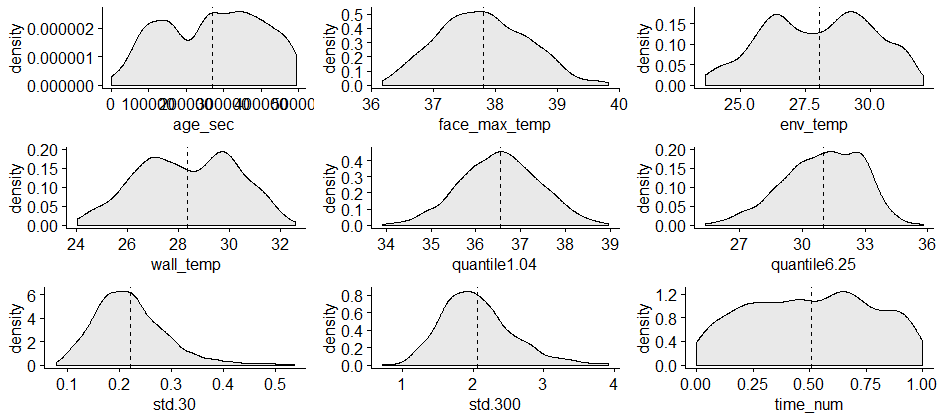 density
0.000002
0.000001
0.000000
0 100000 200000 300000 400000 500000
age_sec
density
0.5
0.4
0.3
0.2
0.1
0.0
36 37 38 39 40
face_max_temp
density
0.15
0.10
0.05
0.00
25.0 27.5 30.0
env_temp
density
0.20
0.15
0.10
0.05
0.00
24 26 28 30 32
wall_temp
density
0.4
0.3
0.2
0.1
0.0
34 35 36 37 38 39
quantile1.04
density
0.20
0.15
0.10
0.05
0.00
27 30 33 36
quantile6.25
density
6
4
2
0
0.1 0.2 0.3 0.4 0.5
std.30
density
0.8
0.6
0.4
0.2
0.0
1 2 3 4
std.300
density
1.2
0.8
0.4
0.0
0.00 0.25 0.50 0.75 1.00
time_num